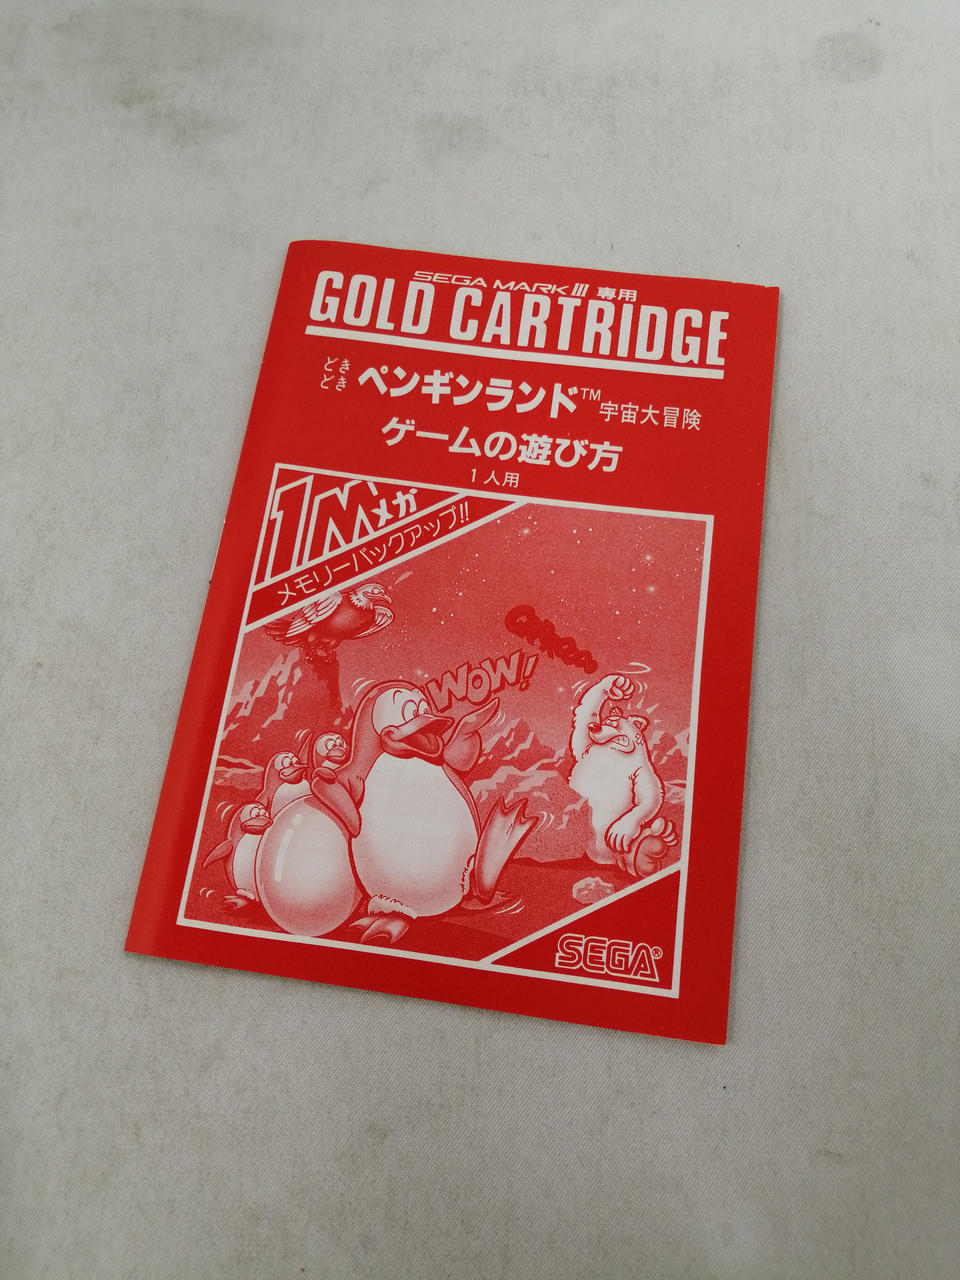 SEGA MARK III 専用
GOLD CARTRIDGE
どき
どき ペンギンランド™ 宇宙大冒険
ゲームの遊び方
1人用
1Mメガ
メモリーバックアップ!!
WOW!
SEGA®